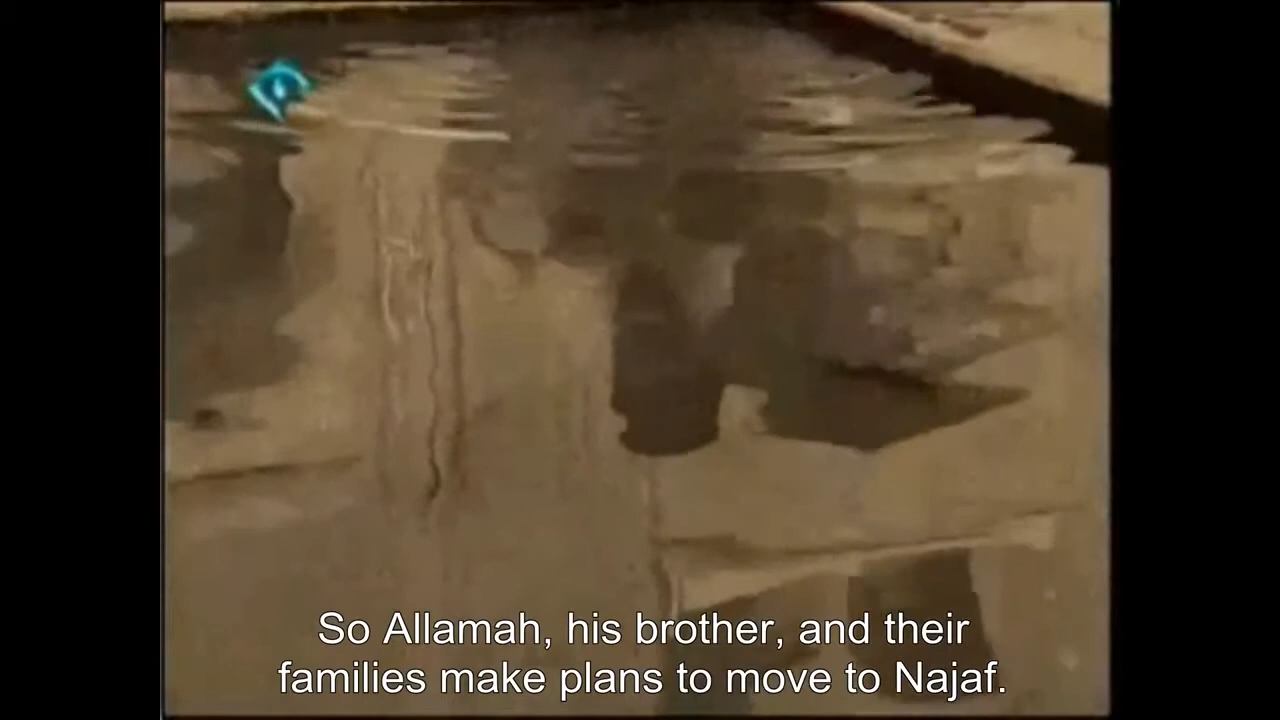 So Allamah, his brother, and their
families make plans to move to Najaf.